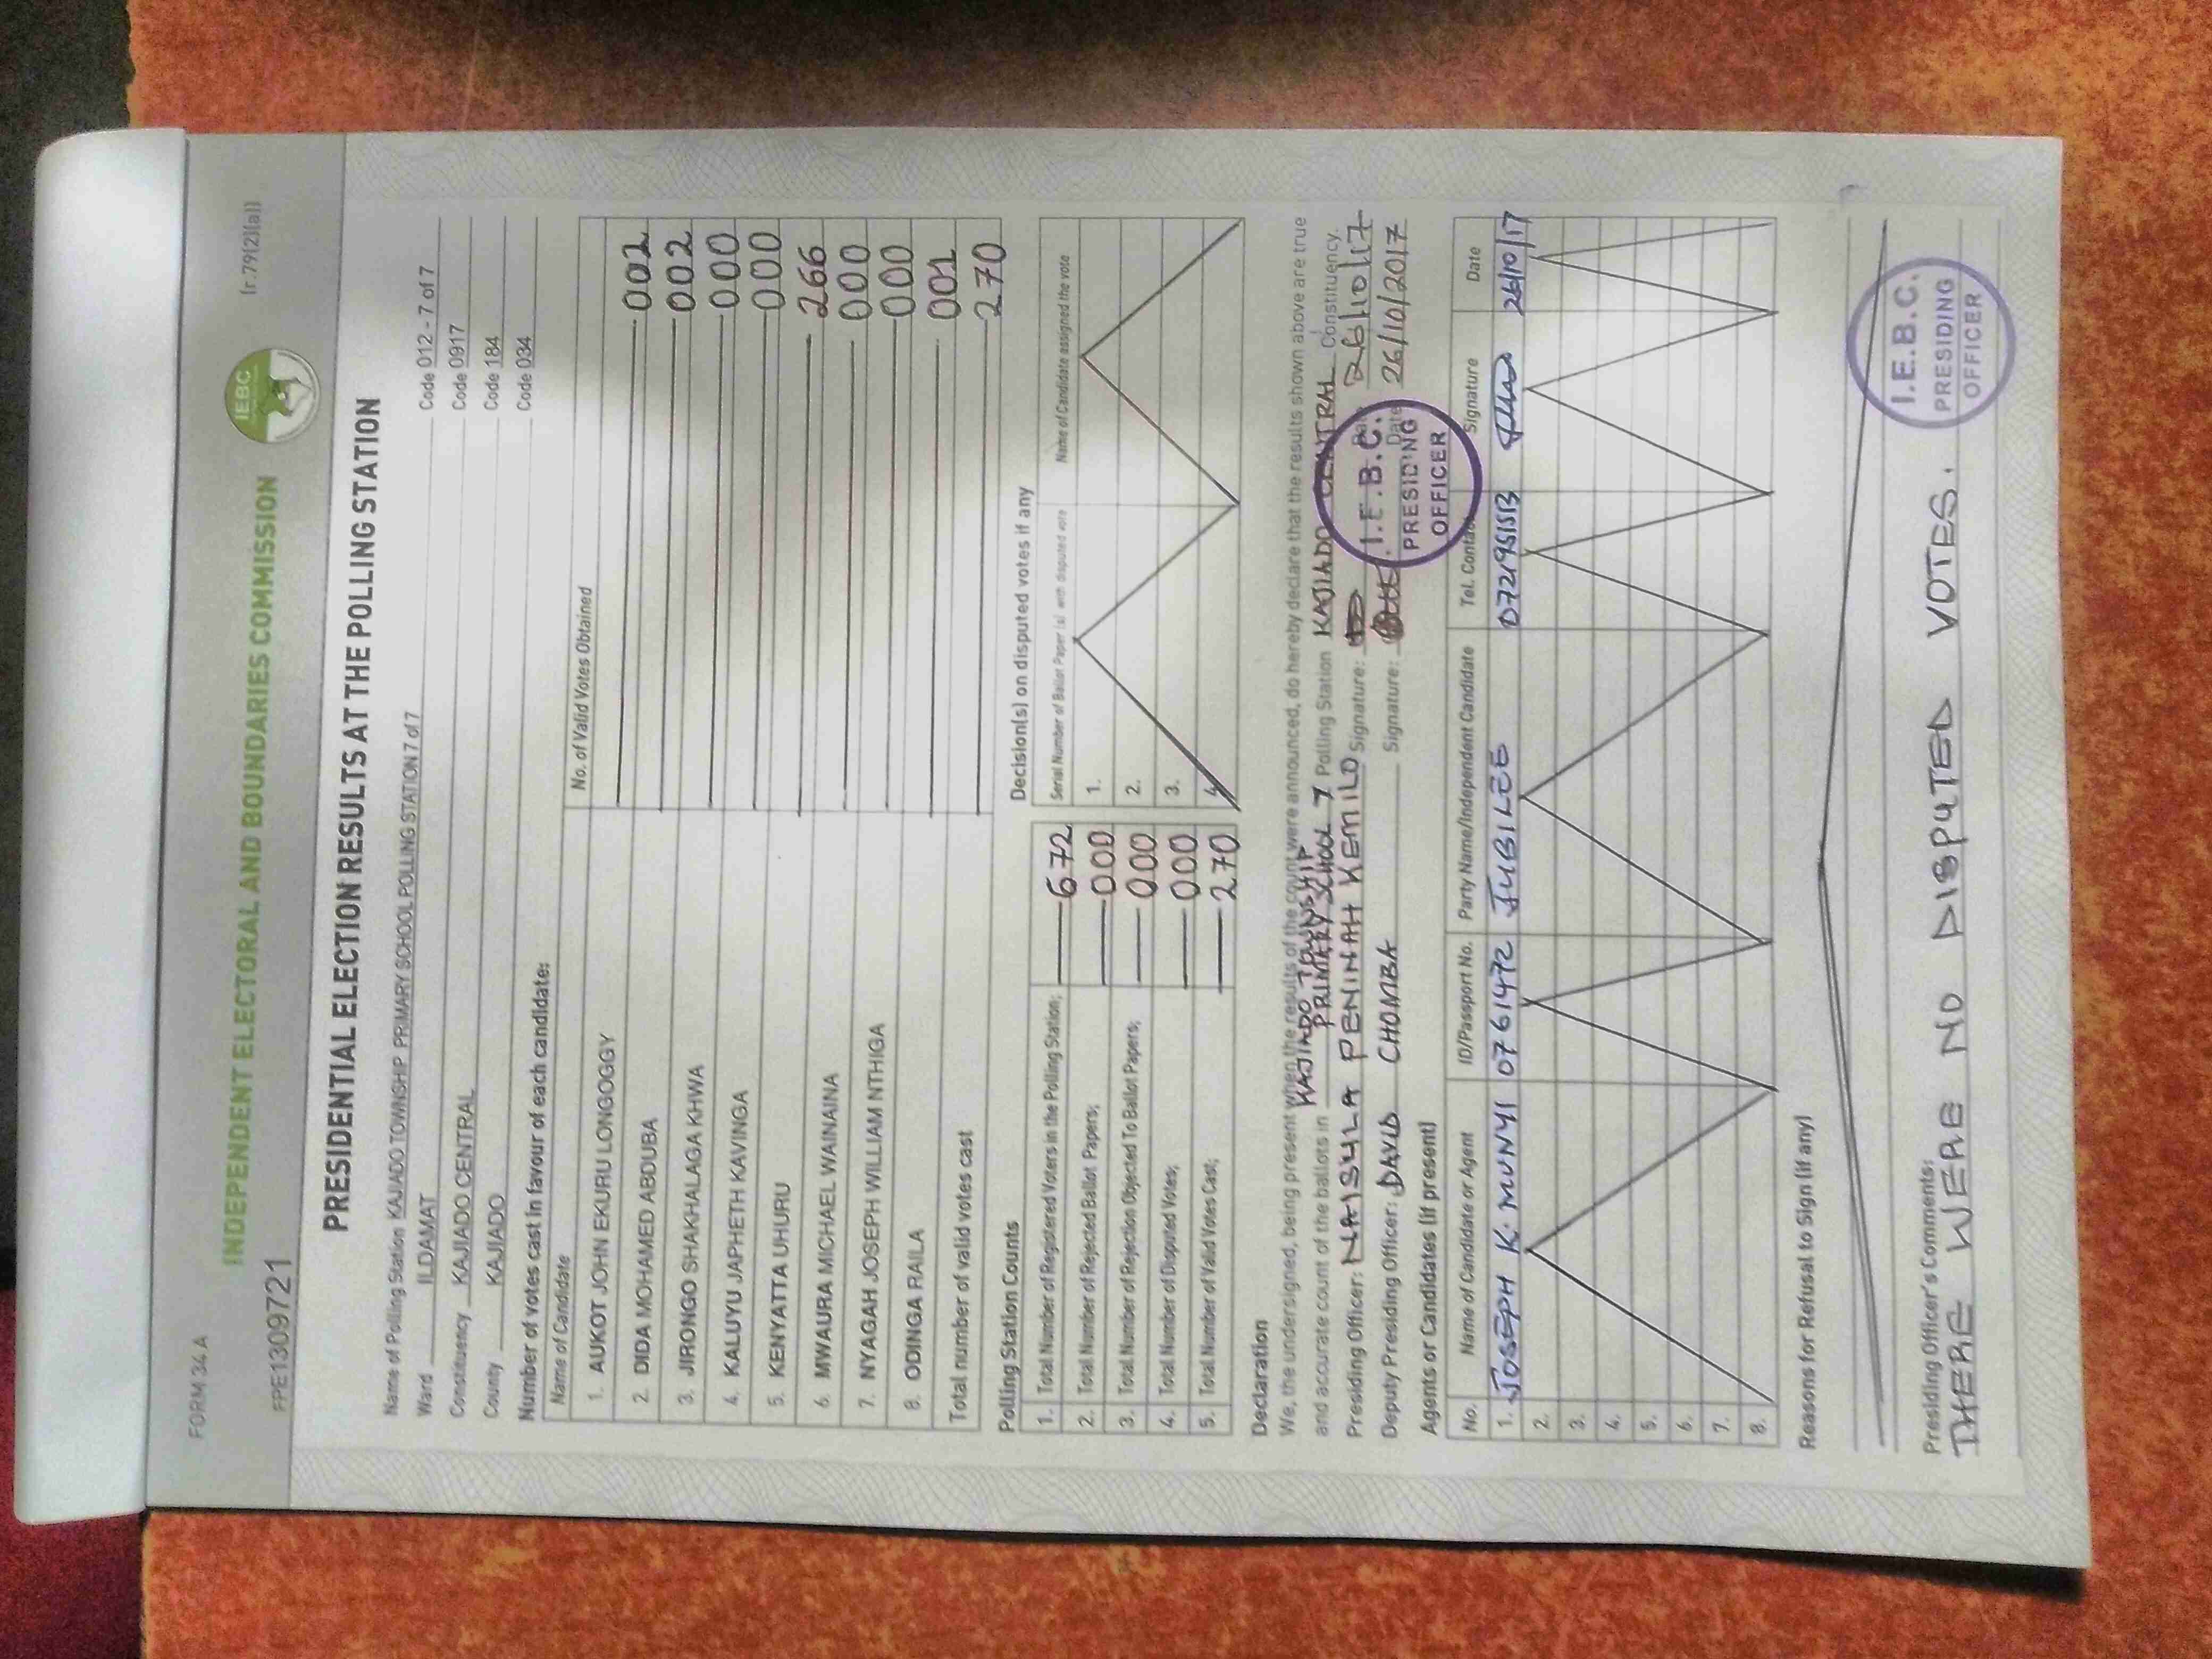 FORM 34 A
(r.79(2)(a))
INDEPENDENT ELECTORAL AND BOUNDARIES COMMISSION
IEBC
FPE1309721
PRESIDENTIAL ELECTION RESULTS AT THE POLLING STATION
Name of Polling Station KAJIADO TOWNSHIP PRIMARY SCHOOL POLLING STATION 7 of 7 Code 012 - 7 of 7
Ward ILDAMAT Code 0917
Constituency KAJIADO CENTRAL Code 184
County KAJIADO Code 034
Number of votes cast in favour of each candidate:
Name of Candidate No. of Valid Votes Obtained
1. AUKOT JOHN EKURU LONGOGGY 001
2. DIDA MOHAMED ABDUBA 002
3. JIRONGO SHAKHALAGA KHWA 000
4. KALUYU JAPHETH KAVINGA 000
5. KENYATTA UHURU 266
6. MWAURA MICHAEL WAINAINA 000
7. NYAGAH JOSEPH WILLIAM NTHIGA 000
8. ODINGA RAILA 001
Total number of valid votes cast 270
Polling Station Counts
1. Total Number of Registered Voters in the Polling Station; 672
2. Total Number of Rejected Ballot Papers; 000
3. Total Number of Rejection Objected To Ballot Papers; 000
4. Total Number of Disputed Votes; 000
5. Total Number of Valid Votes Cast; 270
Decision(s) on disputed votes if any
Serial Number of Ballot Paper (s) with disputed vote Name of Candidate assigned the vote
1.
2.
3.
4.
Declaration
We, the undersigned, being present when the results of the count were announced, do hereby declare that the results shown above are true
and accurate count of the ballots in KAJIADO TOWNSHIP PRIMARY SCHOOL 7 Polling Station KAJIADO CENTRAL Constituency.
Presiding Officer: NAISULA PENINAH KEMILO Signature: Date 26/10/17
Deputy Presiding Officer: DAVID CHOMBA Signature: Date 26/10/2017
I.E.B.C.
PRESIDING
OFFICER
Agents or Candidates (if present)
No. Name of Candidate or Agent ID/Passport No. Party Name/Independent Candidate Tel. Contact Signature Date
1. JOSEPH K. MUNYI 0761472 JUBILEE 0721951513 26/10/17
2.
3.
4.
5.
6.
7.
8.
Reasons for Refusal to Sign (if any)
Presiding Officer's Comments:
THERE WERE NO DISPUTED VOTES.
I.E.B.C.
PRESIDING
OFFICER